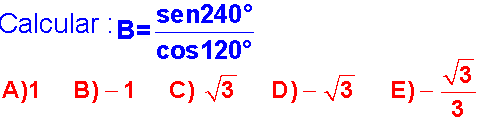 Calcular : B= sen240° / cos120°
A)1 B) – 1 C) √3 D) – √3 E) – √3 / 3